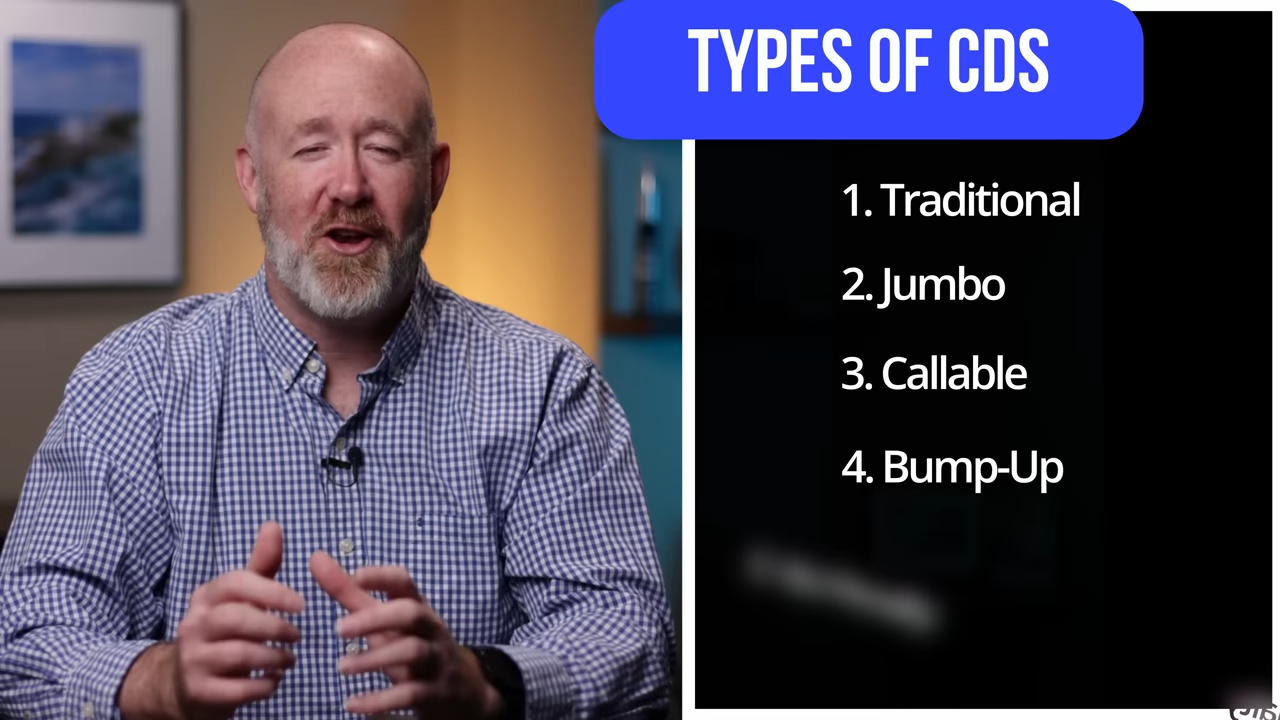 TYPES OF CDS
1. Traditional
2. Jumbo
3. Callable
4. Bump-Up